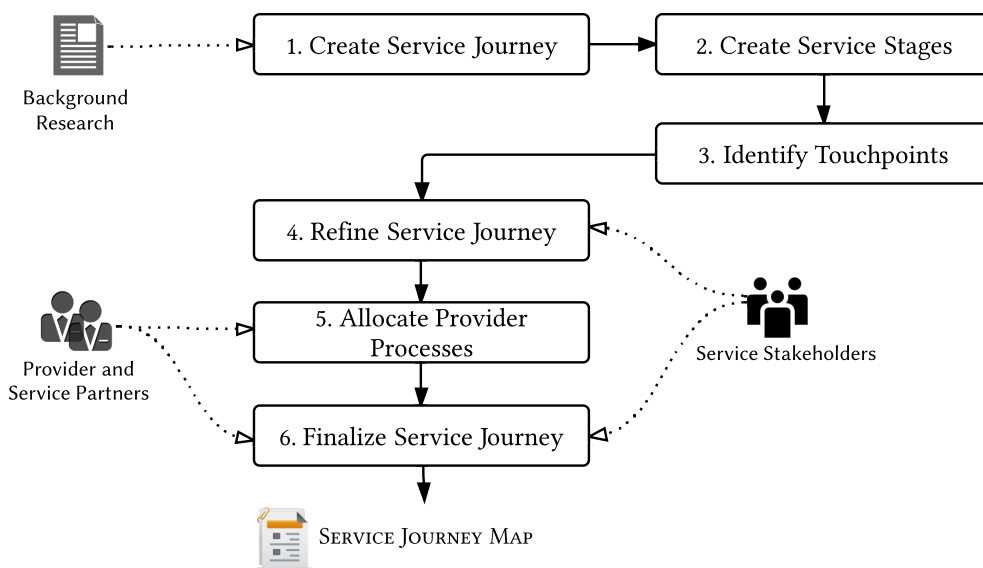 1. Create Service Journey
2. Create Service Stages
Background
Research
3. Identify Touchpoints
4. Refine Service Journey
5. Allocate Provider
Processes
Provider and
Service Partners
Service Stakeholders
6. Finalize Service Journey
Service Journey Map